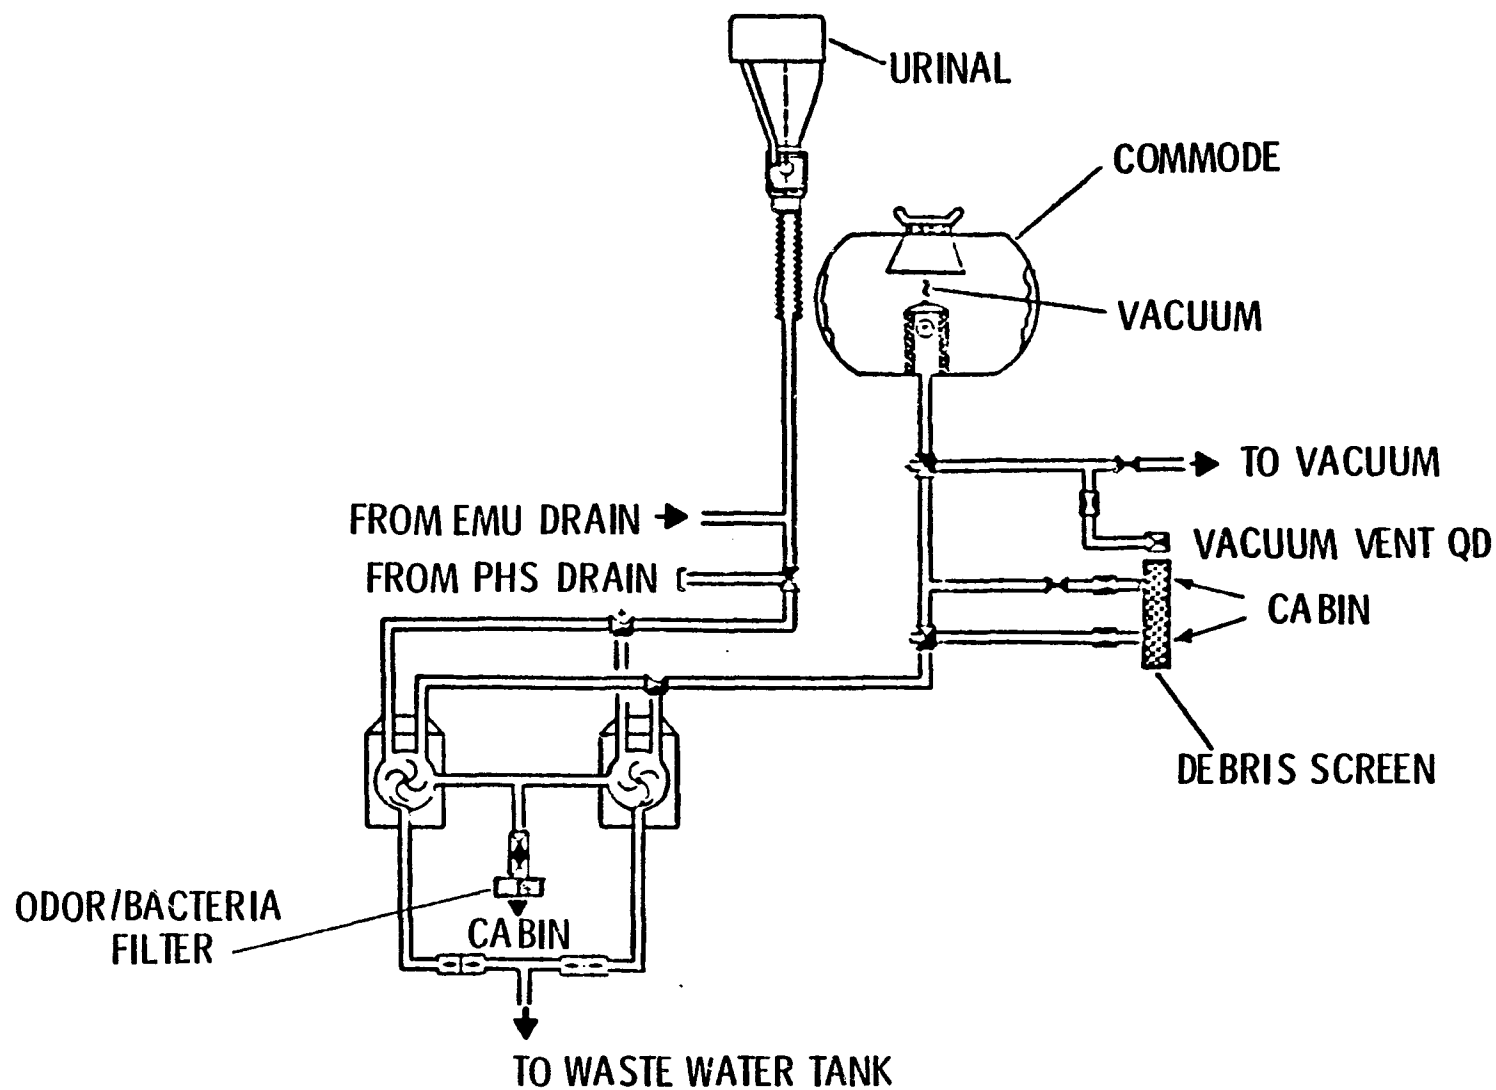 URINAL
COMMODE
VACUUM
TO VACUUM
FROM EMU DRAIN
VACUUM VENT QD
FROM PHS DRAIN
CABIN
DEBRIS SCREEN
ODOR/BACTERIA
FILTER
CABIN
TO WASTE WATER TANK